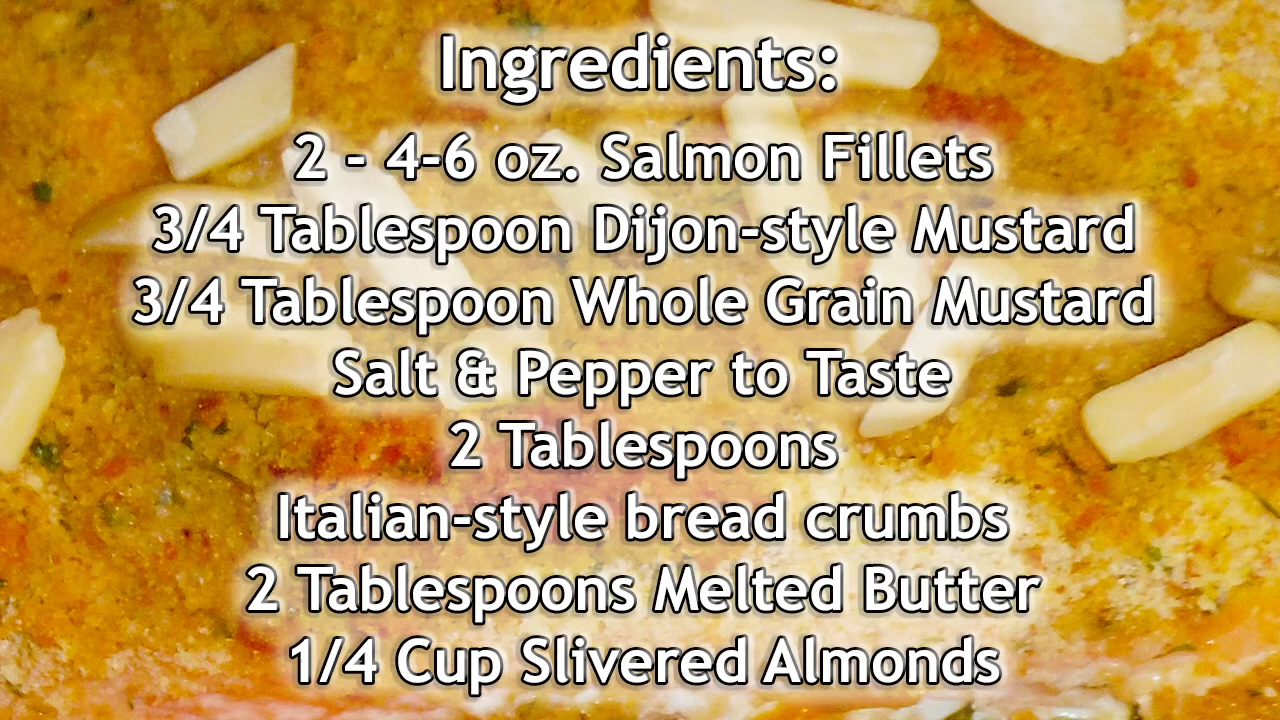 Ingredients:
2 - 4-6 oz. Salmon Fillets
3/4 Tablespoon Dijon-style Mustard
3/4 Tablespoon Whole Grain Mustard
Salt & Pepper to Taste
2 Tablespoons
Italian-style bread crumbs
2 Tablespoons Melted Butter
1/4 Cup Slivered Almonds